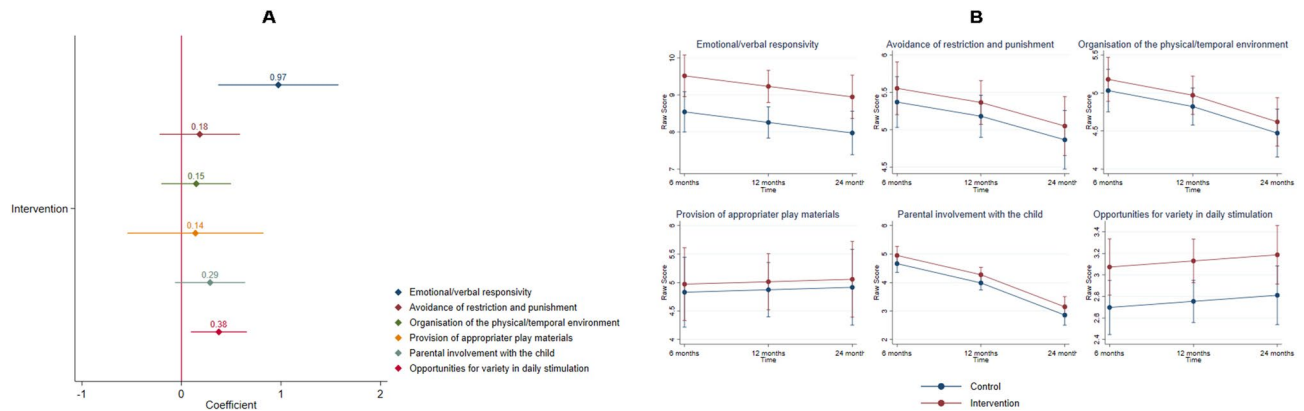 A
0.97
0.18
0.15
Intervention
0.14
0.29
0.38
-1 0 1 2
Coefficient
Emotional/verbal responsivity
Avoidance of restriction and punishment
Organisation of the physical/temporal environment
Provision of appropriater play materials
Parental involvement with the child
Opportunities for variety in daily stimulation
B
Emotional/verbal responsivity
Raw Score
7 8 9 10
6 months 12 months 24 months
Time
Avoidance of restriction and punishment
Raw Score
4.5 5 5.5 6
6 months 12 months 24 month
Time
Organisation of the physical/temporal environment
Raw Score
4 4.5 5 5.5
6 months 12 months 24 month
Time
Provision of appropriater play materials
Raw Score
4 4.5 5 5.5 6
6 months 12 months 24 month
Time
Parental involvement with the child
Raw Score
2 3 4 5 6
6 months 12 months 24 month
Time
Opportunities for variety in daily stimulation
Raw Score
2.4 2.6 2.8 3 3.2 3.4
6 months 12 months 24 month
Time
Control
Intervention